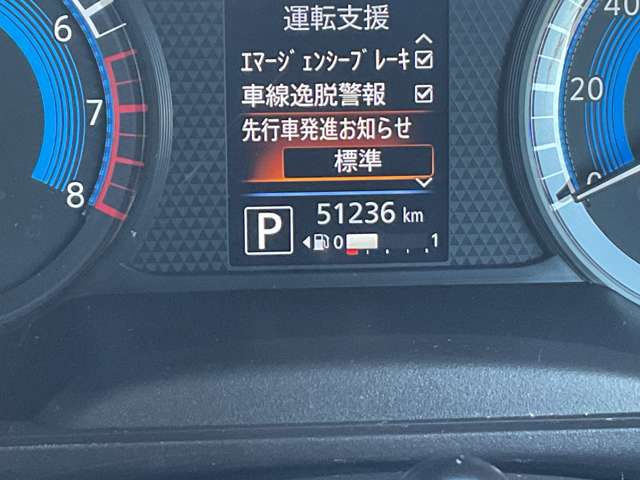 運転支援
ｴﾏｰｼﾞｪﾝｼｰﾌﾞﾚｰｷ
車線逸脱警報
先行車発進お知らせ
標準
P 51236 km
0 1
6
7
8
40
20
0